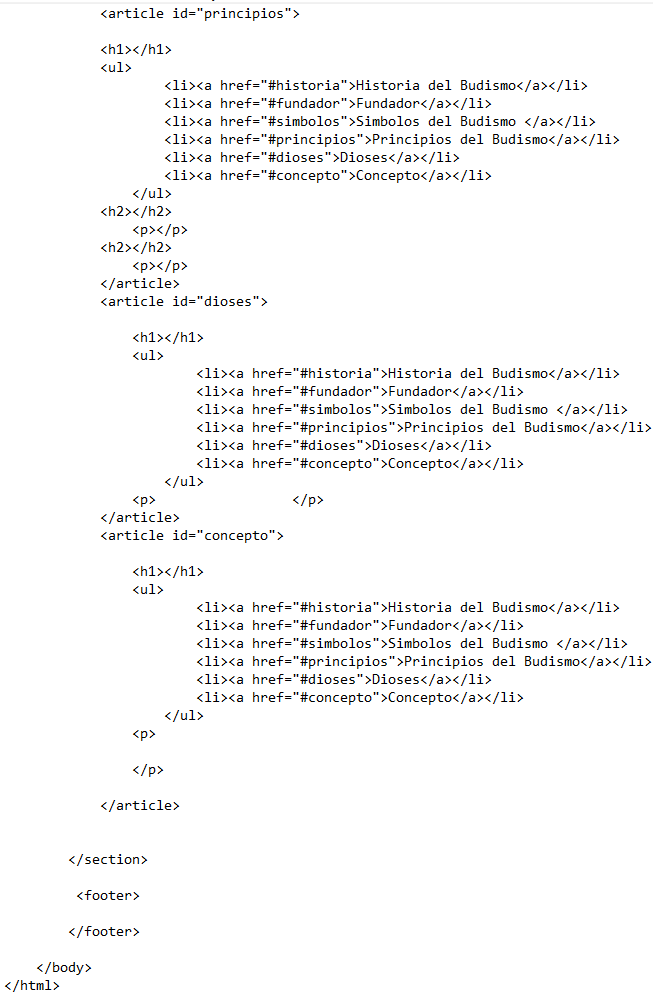 <article id="principios">
<h1></h1>
<ul>
<li><a href="#historia">Historia del Budismo</a></li>
<li><a href="#fundador">Fundador</a></li>
<li><a href="#simbolos">Simbolos del Budismo </a></li>
<li><a href="#principios">Principios del Budismo</a></li>
<li><a href="#dioses">Dioses</a></li>
<li><a href="#concepto">Concepto</a></li>
</ul>
<h2></h2>
<p></p>
<h2></h2>
<p></p>
</article>
<article id="dioses">
<h1></h1>
<ul>
<li><a href="#historia">Historia del Budismo</a></li>
<li><a href="#fundador">Fundador</a></li>
<li><a href="#simbolos">Simbolos del Budismo </a></li>
<li><a href="#principios">Principios del Budismo</a></li>
<li><a href="#dioses">Dioses</a></li>
<li><a href="#concepto">Concepto</a></li>
</ul>
<p>                 </p>
</article>
<article id="concepto">
<h1></h1>
<ul>
<li><a href="#historia">Historia del Budismo</a></li>
<li><a href="#fundador">Fundador</a></li>
<li><a href="#simbolos">Simbolos del Budismo </a></li>
<li><a href="#principios">Principios del Budismo</a></li>
<li><a href="#dioses">Dioses</a></li>
<li><a href="#concepto">Concepto</a></li>
</ul>
<p>
</p>
</article>
</section>
<footer>
</footer>
</body>
</html>